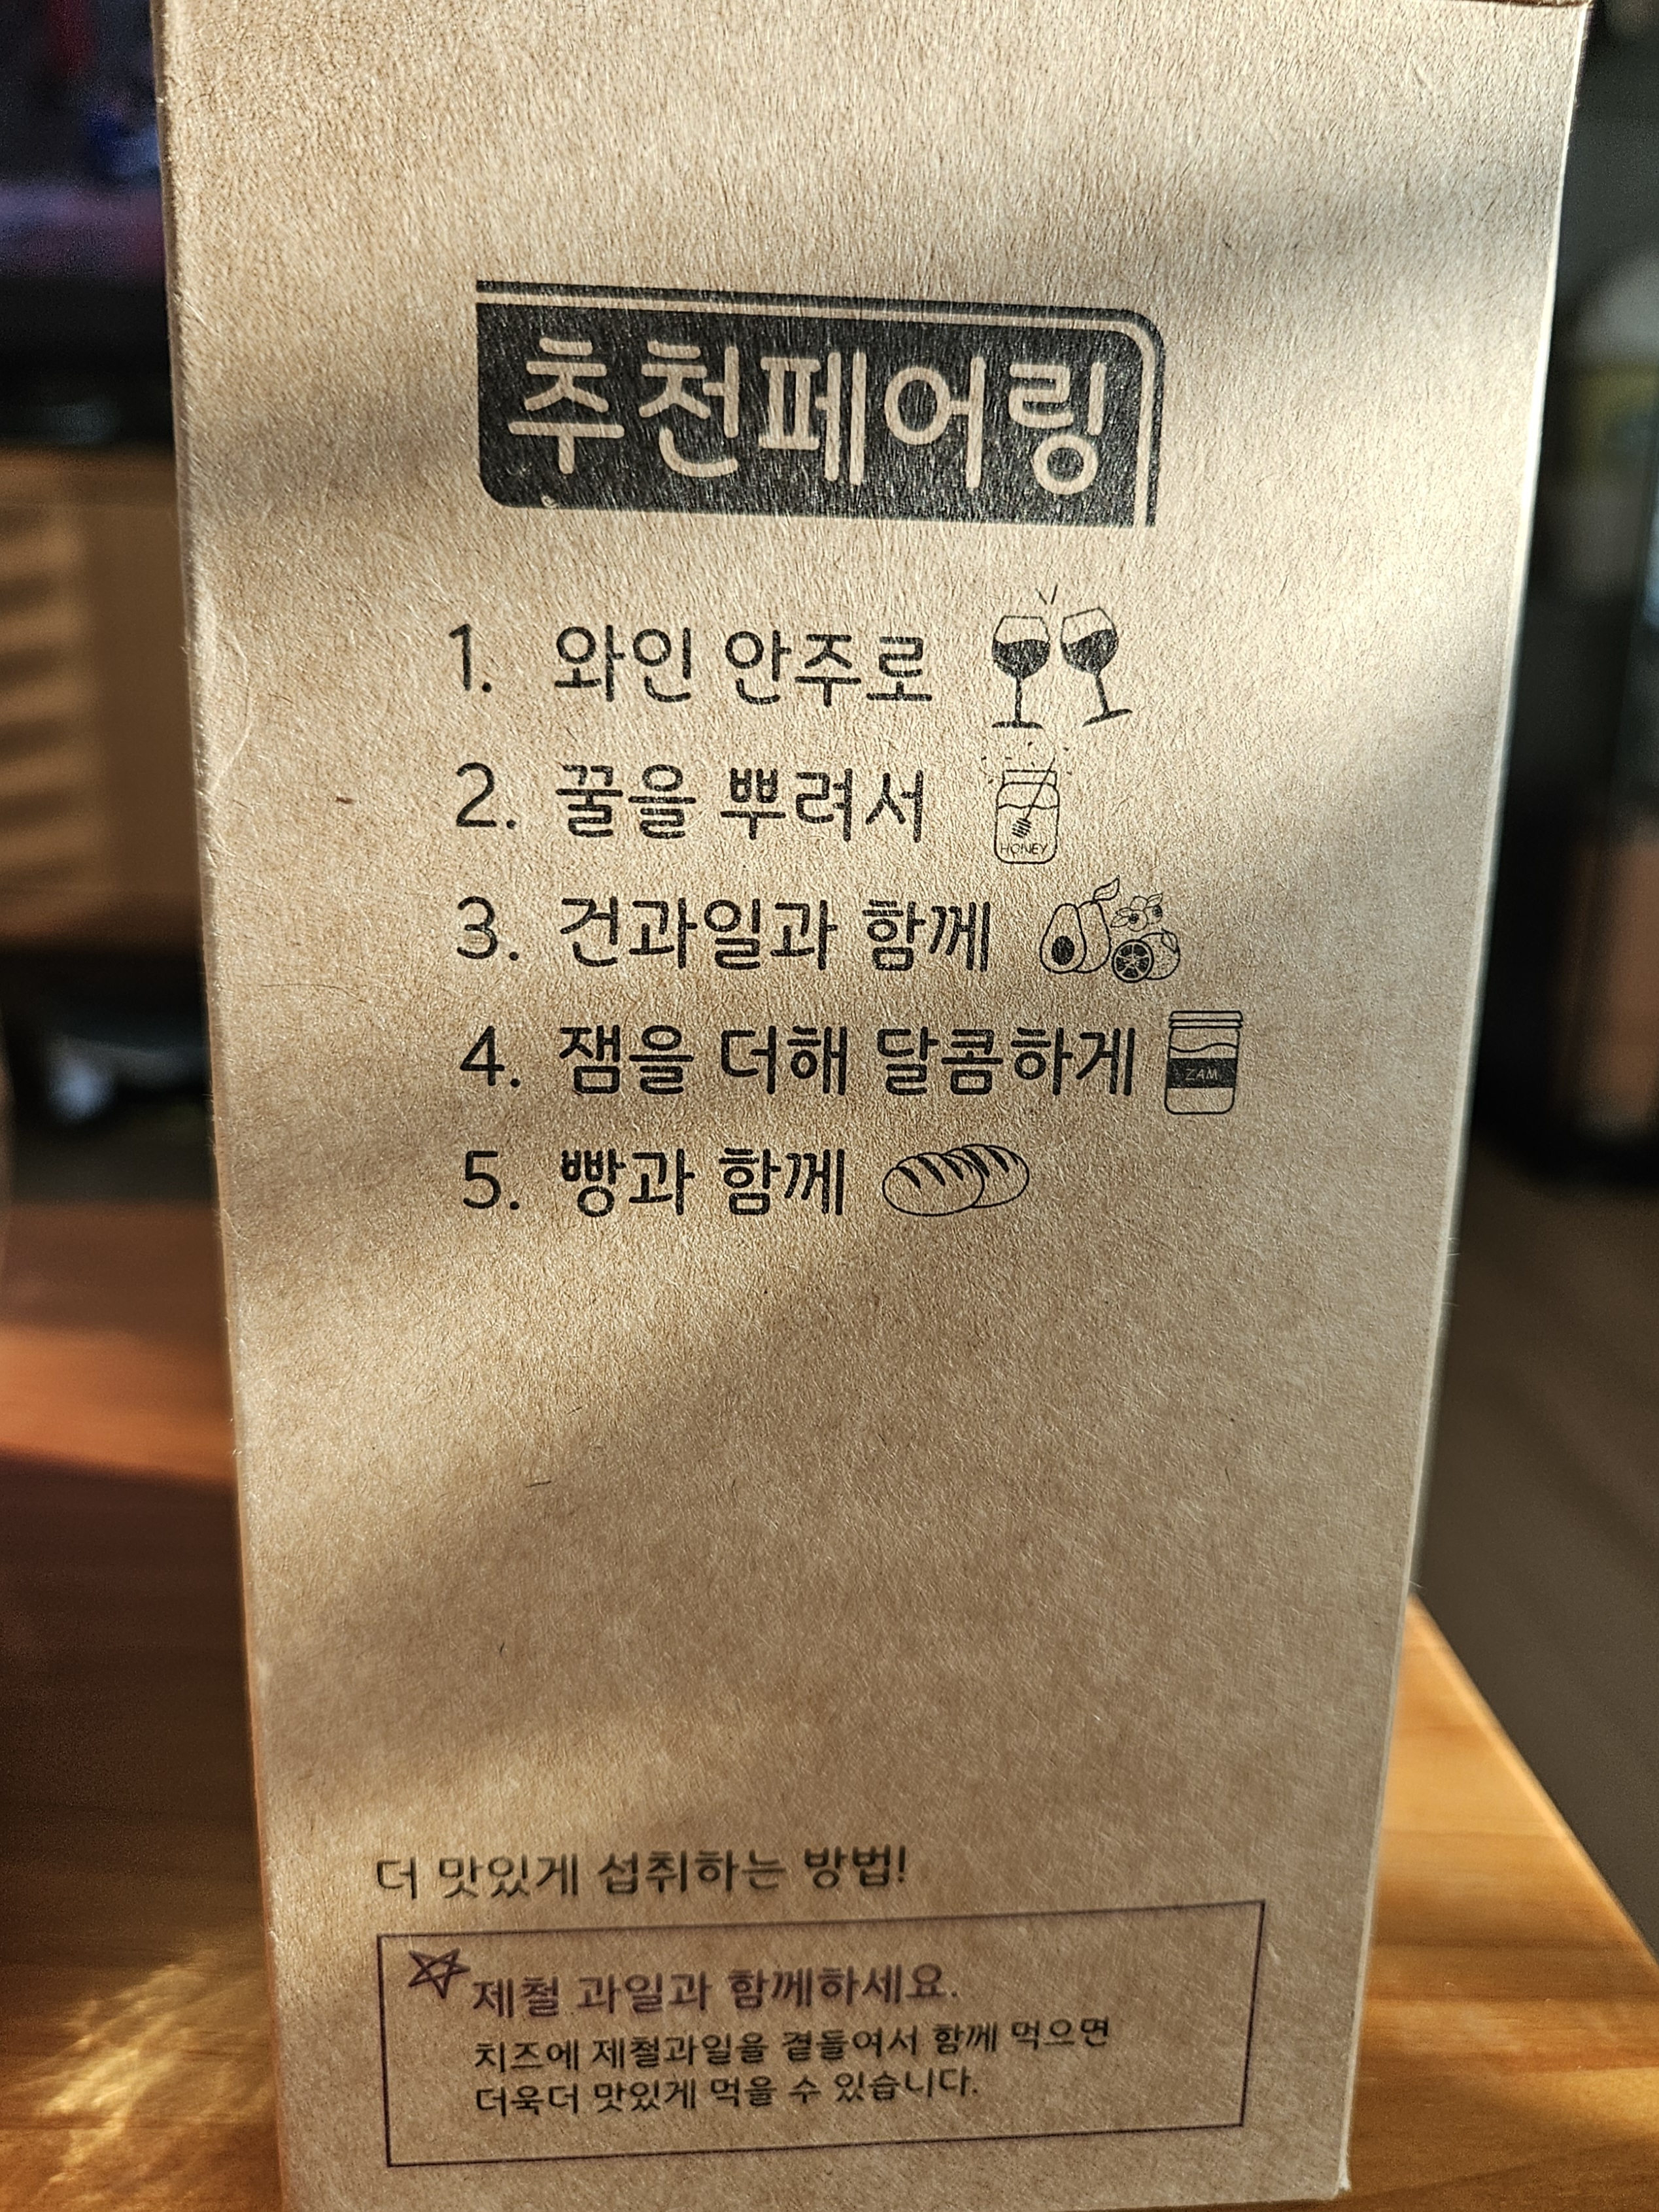 추천페어링
1. 와인 안주로
2. 꿀을 뿌려서
HONEY
3. 건과일과 함께
4. 잼을 더해 달콤하게
ZAM
5. 빵과 함께
더 맛있게 섭취하는 방법!
제철 과일과 함께하세요.
치즈에 제철과일을 곁들여서 함께 먹으면
더욱더 맛있게 먹을 수 있습니다.